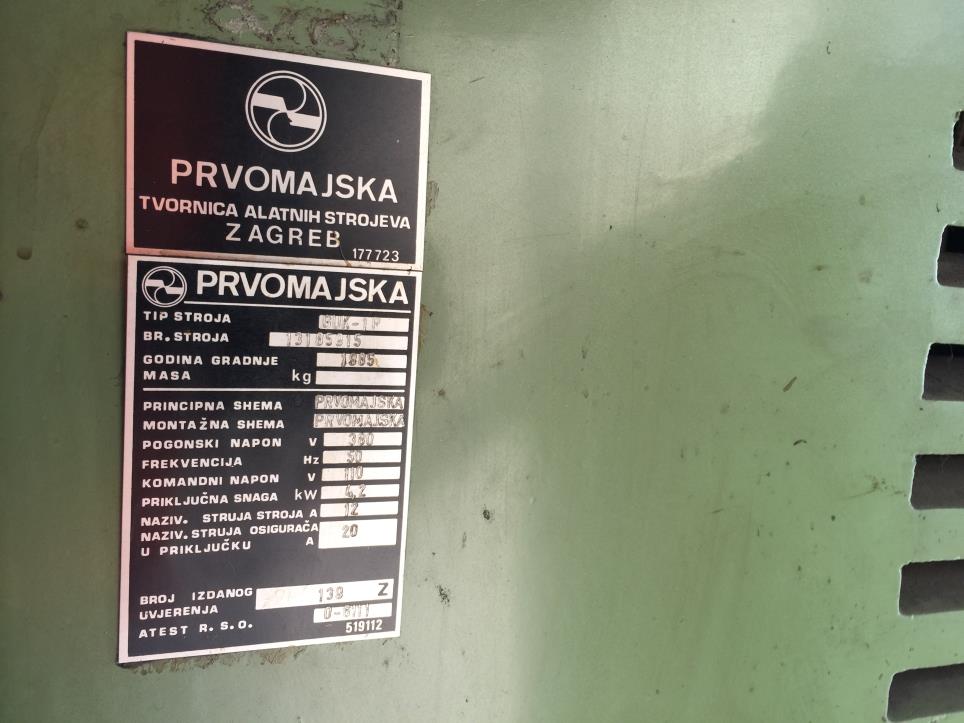 PRVOMAJSKA
TVORNICA ALATNIH STROJEVA
ZAGREB
177723
PRVOMAJSKA
TIP STROJA
BR. STROJA
GODINA GRADNJE 1985
MASA kg
PRINCIPNA SHEMA PRVOMAJSKA
MONTAŽNA SHEMA PRVOMAJSKA
POGONSKI NAPON V 380
FREKVENCIJA Hz 50
KOMANDNI NAPON V 110
PRIKLJUČNA SNAGA kW 4,2
NAZIV. STRUJA STROJA A 12
NAZIV. STRUJA OSIGURAČA
U PRIKLJUČKU A 20
BROJ IZDANOG 139 Z
UVJERENJA
ATEST R. S. O. 519112